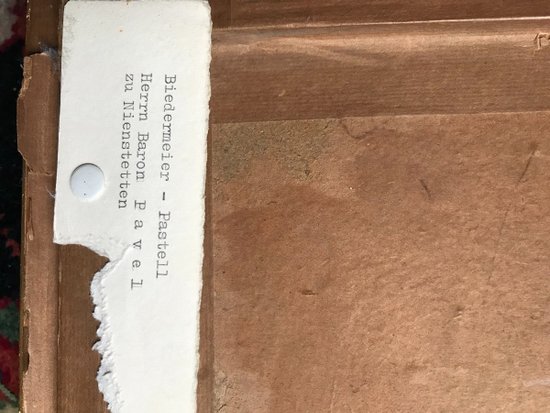 Biedermeier - Pastell
Herrn Baron P a v e l
zu Nienstetten